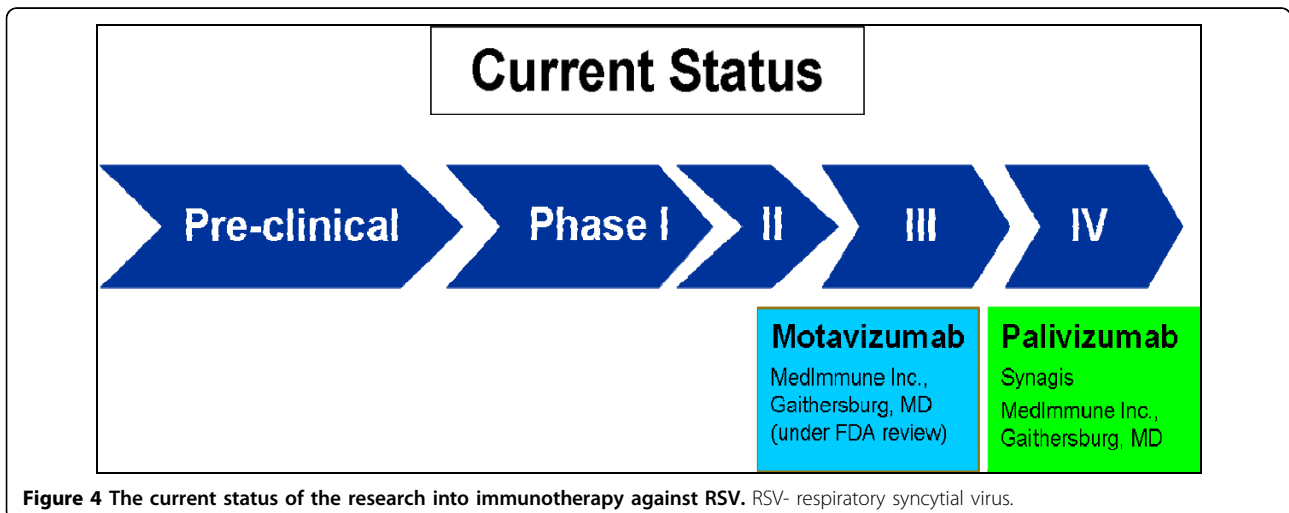 Current Status
Pre-clinical
Phase I
II
III
IV
Motavizumab
MedImmune Inc.,
Gaithersburg, MD
(under FDA review)
Palivizumab
Synagis
MedImmune Inc.,
Gaithersburg, MD
Figure 4 The current status of the research into immunotherapy against RSV. RSV- respiratory syncytial virus.